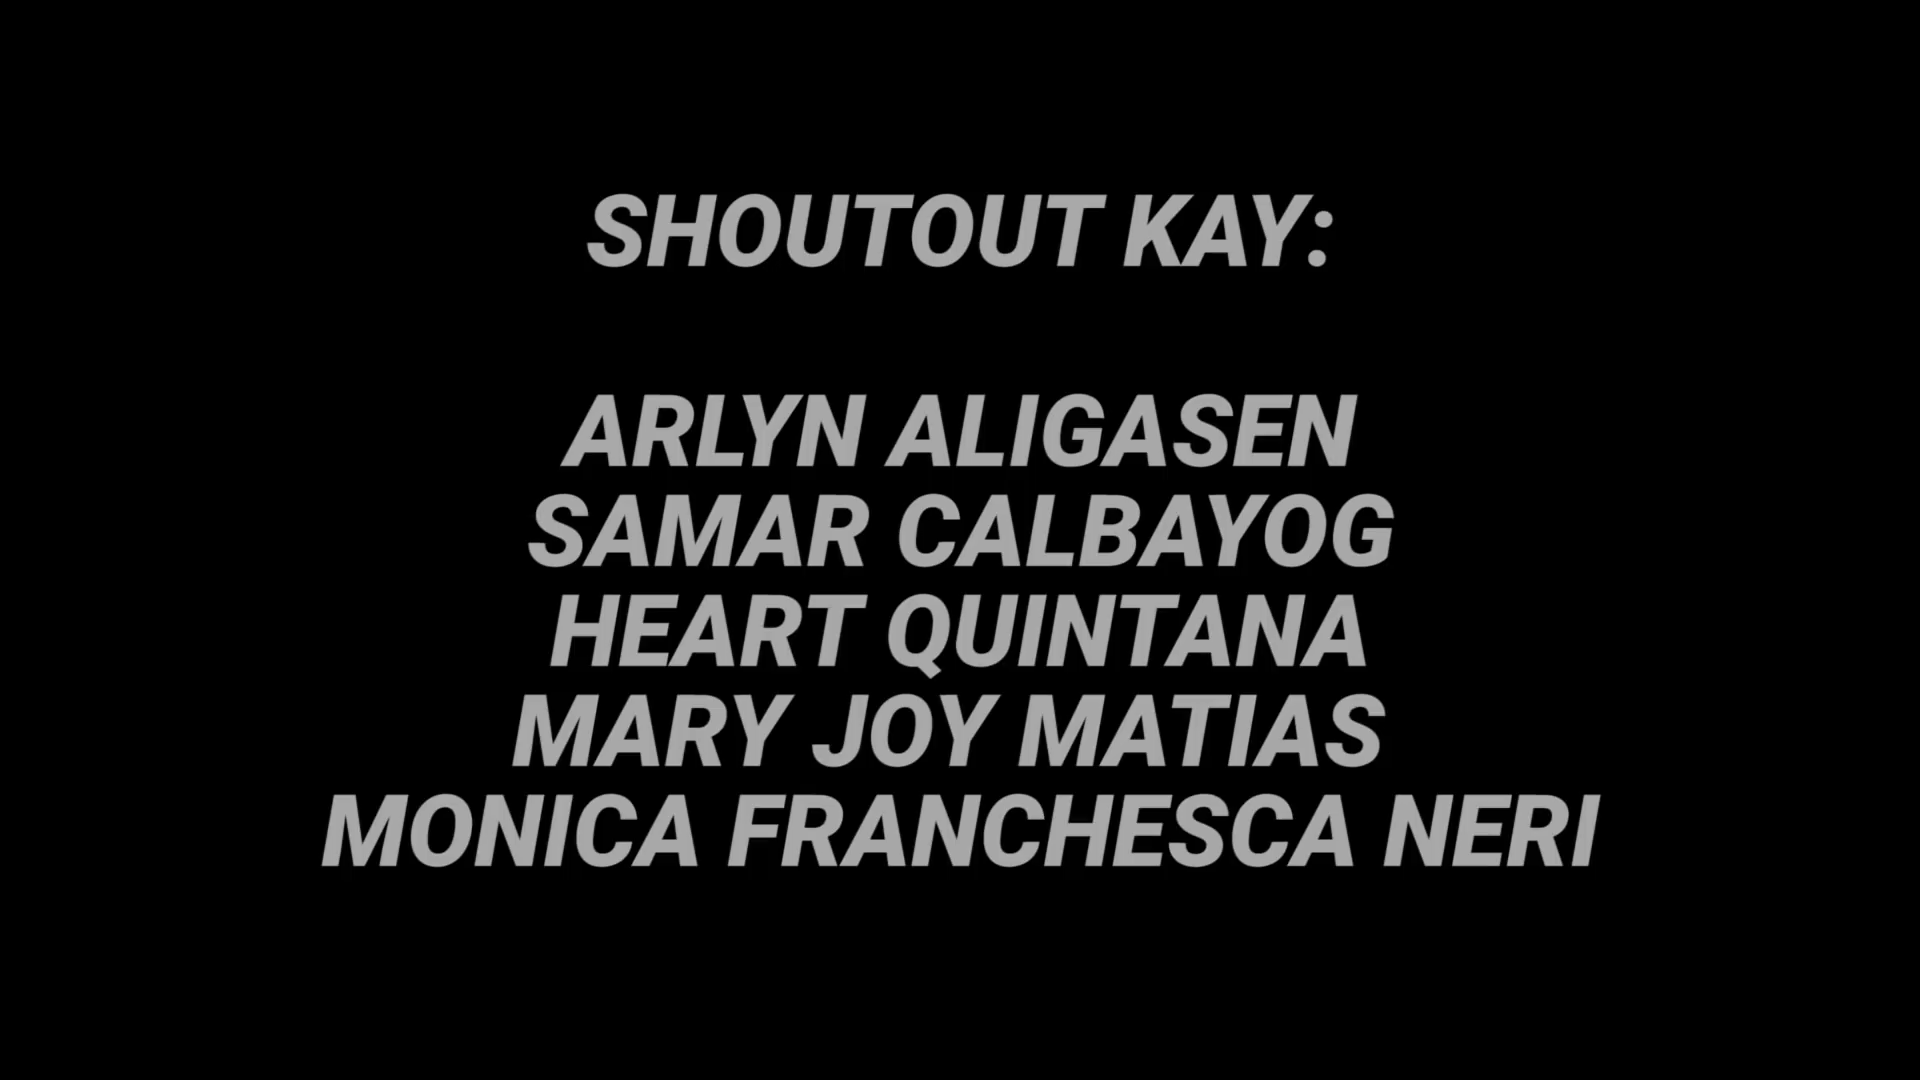 SHOUTOUT KAY:
ARLYN ALIGASEN
SAMAR CALBAYOG
HEART QUINTANA
MARY JOY MATIAS
MONICA FRANCHESCA NERI